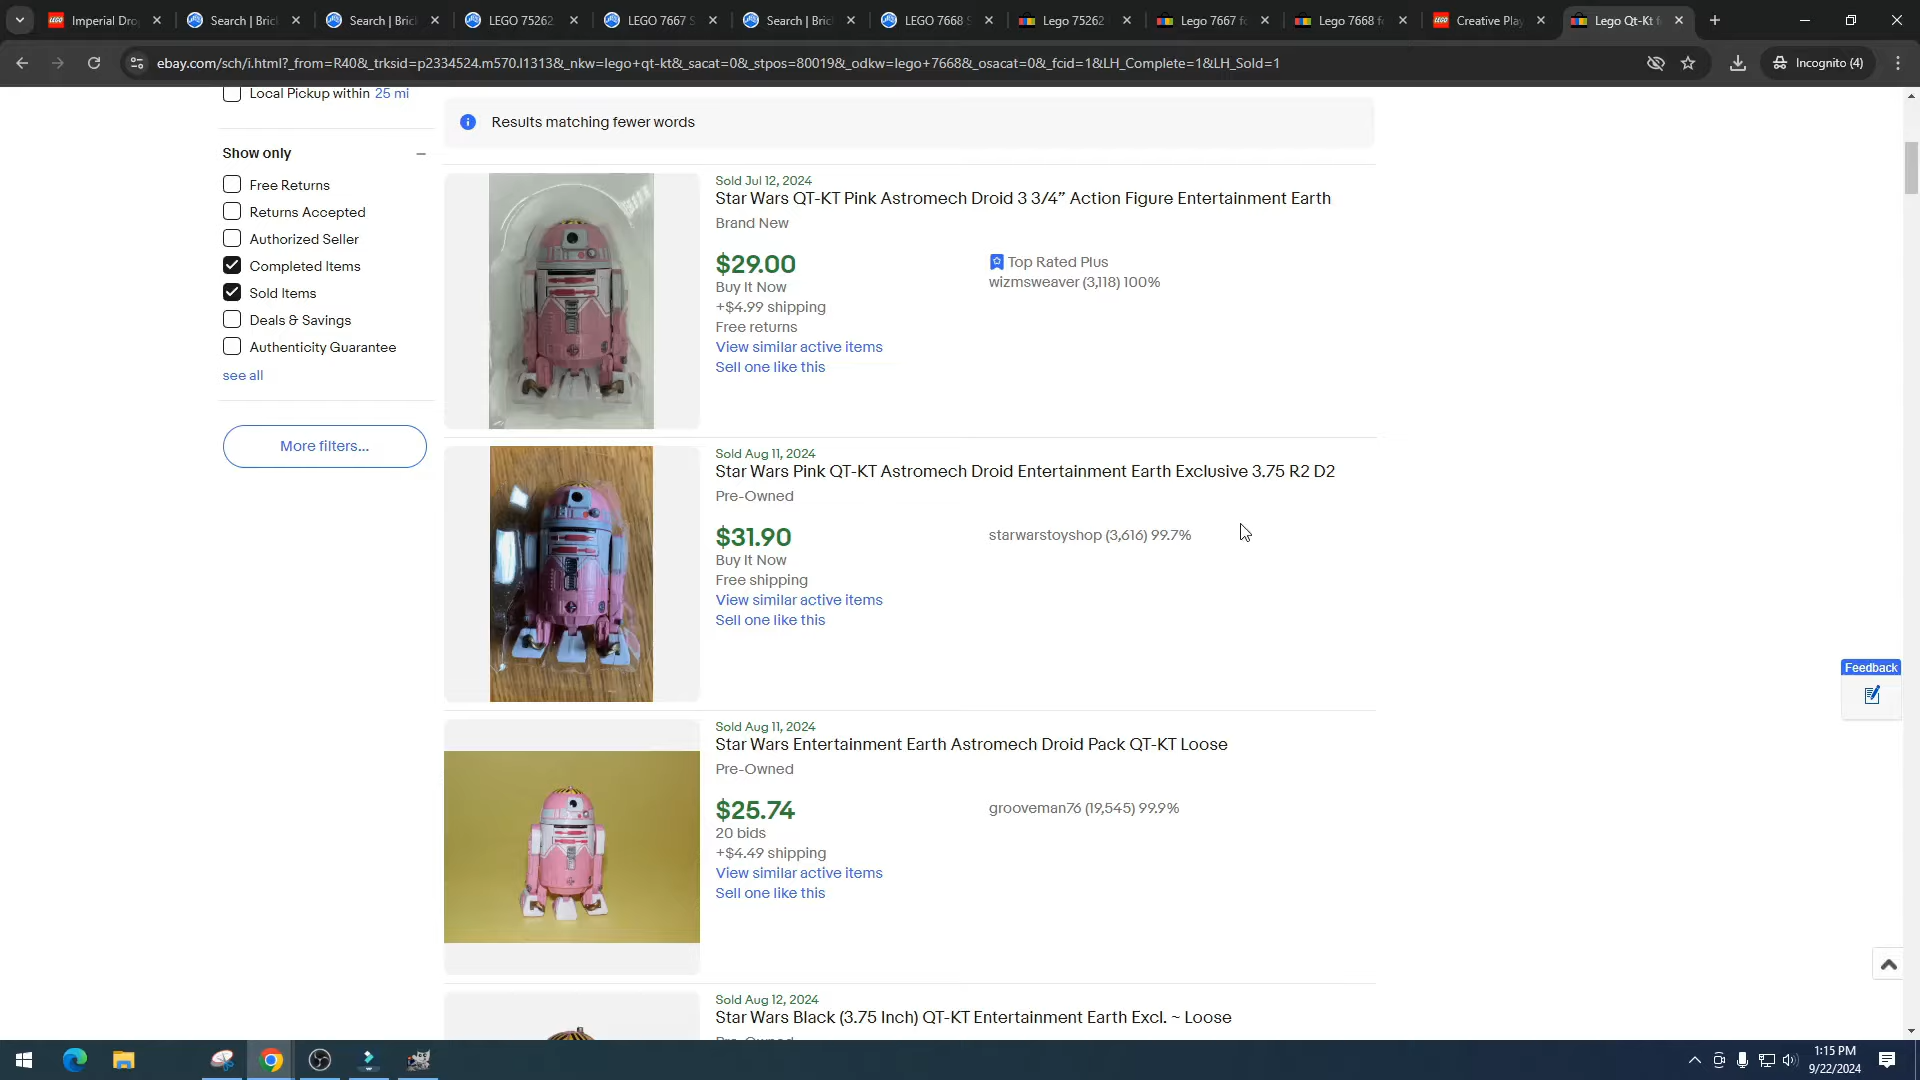 Imperial Dro
Search | Bric
Search | Bric
LEGO 75262
LEGO 7667 S
Search | Bric
LEGO 7668 S
Lego 75262
Lego 7667 fo
Lego 7668 fo
Creative Play
Lego Qt-Kt f
ebay.com/sch/i.html?_from=R40&_trksid=p2334524.m570.l1313&_nkw=lego+qt-kt&_sacat=0&_stpos=80019&_odkw=lego+7668&_osacat=0&_fcid=1&LH_Complete=1&LH_Sold=1
Incognito (4)
Local Pickup within 25 mi
Show only
Free Returns
Returns Accepted
Authorized Seller
Completed Items
Sold Items
Deals & Savings
Authenticity Guarantee
see all
More filters...
Results matching fewer words
Sold Jul 12, 2024
Star Wars QT-KT Pink Astromech Droid 3 3/4” Action Figure Entertainment Earth
Brand New
$29.00
Buy It Now
+$4.99 shipping
Free returns
View similar active items
Sell one like this
Top Rated Plus
wizmsweaver (3,118) 100%
Sold Aug 11, 2024
Star Wars Pink QT-KT Astromech Droid Entertainment Earth Exclusive 3.75 R2 D2
Pre-Owned
$31.90
Buy It Now
Free shipping
View similar active items
Sell one like this
starwarstoyshop (3,616) 99.7%
Sold Aug 11, 2024
Star Wars Entertainment Earth Astromech Droid Pack QT-KT Loose
Pre-Owned
$25.74
20 bids
+$4.49 shipping
View similar active items
Sell one like this
grooveman76 (19,545) 99.9%
Sold Aug 12, 2024
Star Wars Black (3.75 Inch) QT-KT Entertainment Earth Excl. ~ Loose
Feedback
1:15 PM
9/22/2024